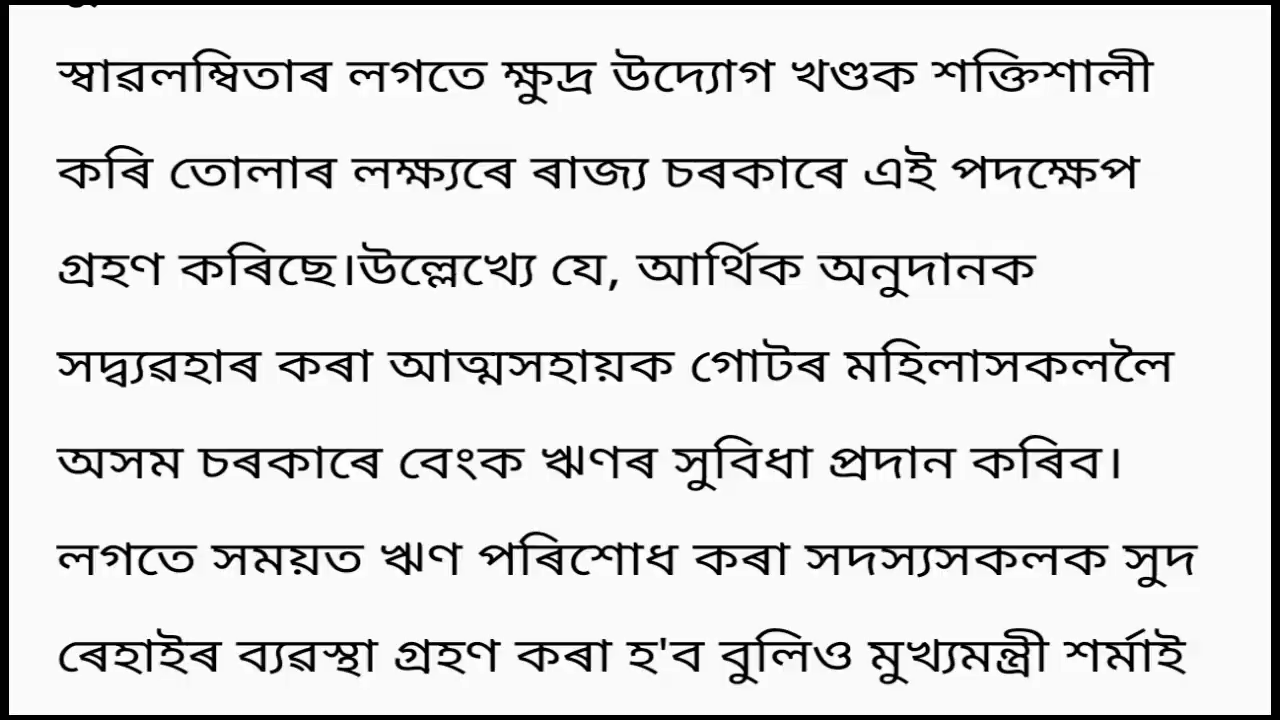 স্বাৱলম্বিতাৰ লগতে ক্ষুদ্ৰ উদ্যোগ খণ্ডক শক্তিশালী
কৰি তোলাৰ লক্ষ্যৰে ৰাজ্য চৰকাৰে এই পদক্ষেপ
গ্ৰহণ কৰিছে।উল্লেখ্যে যে, আৰ্থিক অনুদানক
সদ্ব্যৱহাৰ কৰা আত্মসহায়ক গোটৰ মহিলাসকললৈ
অসম চৰকাৰে বেংক ঋণৰ সুবিধা প্ৰদান কৰিব।
লগতে সময়ত ঋণ পৰিশোধ কৰা সদস্যসকলক সুদ
ৰেহাইৰ ব্যৱস্থা গ্ৰহণ কৰা হ'ব বুলিও মুখ্যমন্ত্ৰী শৰ্মাই